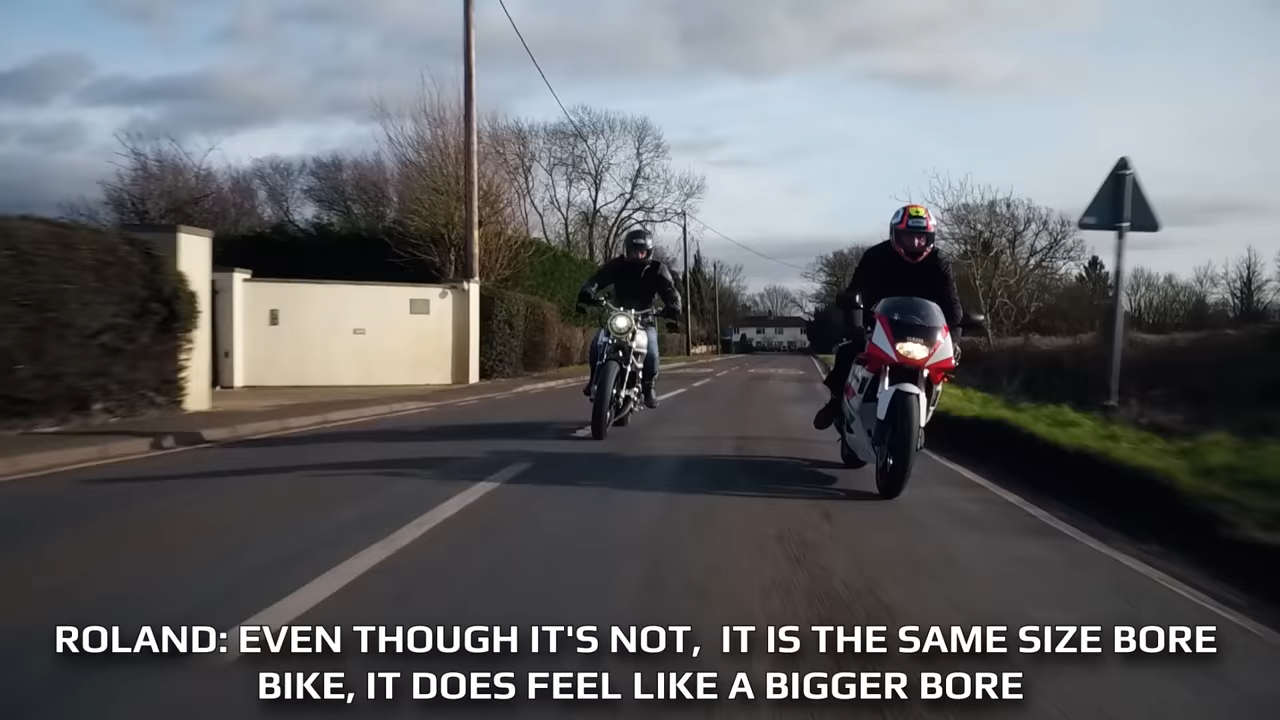 ROLAND: EVEN THOUGH IT'S NOT,  IT IS THE SAME SIZE BORE
BIKE, IT DOES FEEL LIKE A BIGGER BORE